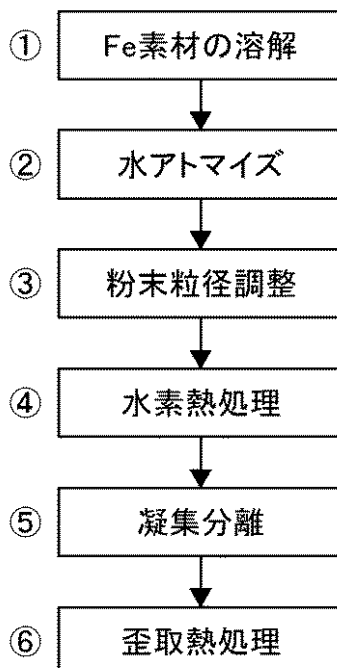 ① Fe素材の溶解
② 水アトマイズ
③ 粉末粒径調整
④ 水素熱処理
⑤ 凝集分離
⑥ 歪取熱処理